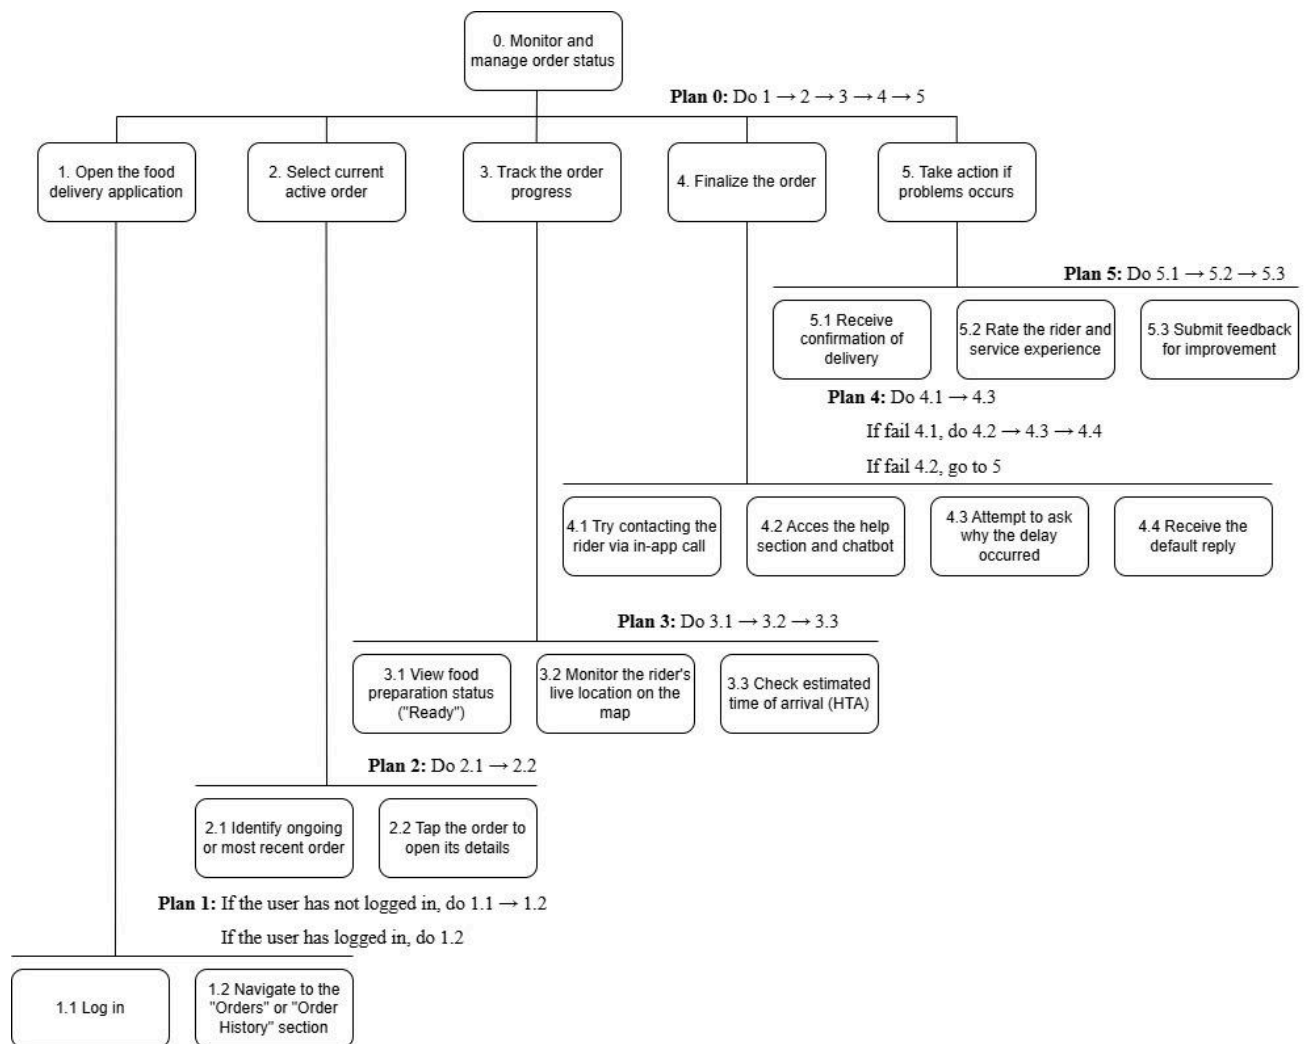 0. Monitor and
manage order status
Plan 0: Do 1 → 2 → 3 → 4 → 5
1. Open the food
delivery application
2. Select current
active order
3. Track the order
progress
4. Finalize the order
5. Take action if
problems occurs
Plan 5: Do 5.1 → 5.2 → 5.3
5.1 Receive
confirmation of
delivery
5.2 Rate the rider and
service experience
5.3 Submit feedback
for improvement
Plan 4: Do 4.1 → 4.3
If fail 4.1, do 4.2 → 4.3 → 4.4
If fail 4.2, go to 5
4.1 Try contacting the
rider via in-app call
4.2 Acces the help
section and chatbot
4.3 Attempt to ask
why the delay
occurred
4.4 Receive the
default reply
Plan 3: Do 3.1 → 3.2 → 3.3
3.1 View food
preparation status
("Ready")
3.2 Monitor the rider's
live location on the
map
3.3 Check estimated
time of arrival (HTA)
Plan 2: Do 2.1 → 2.2
2.1 Identify ongoing
or most recent order
2.2 Tap the order to
open its details
Plan 1: If the user has not logged in, do 1.1 → 1.2
If the user has logged in, do 1.2
1.1 Log in
1.2 Navigate to the
"Orders" or "Order
History" section